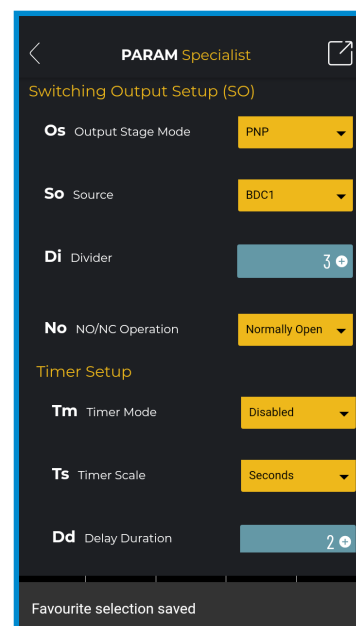 PARAM Specialist
Switching Output Setup (SO)
Os Output Stage Mode PNP
So Source BDC1
Di Divider 3
No NO/NC Operation Normally Open
Timer Setup
Tm Timer Mode Disabled
Ts Timer Scale Seconds
Dd Delay Duration 2
Favourite selection saved